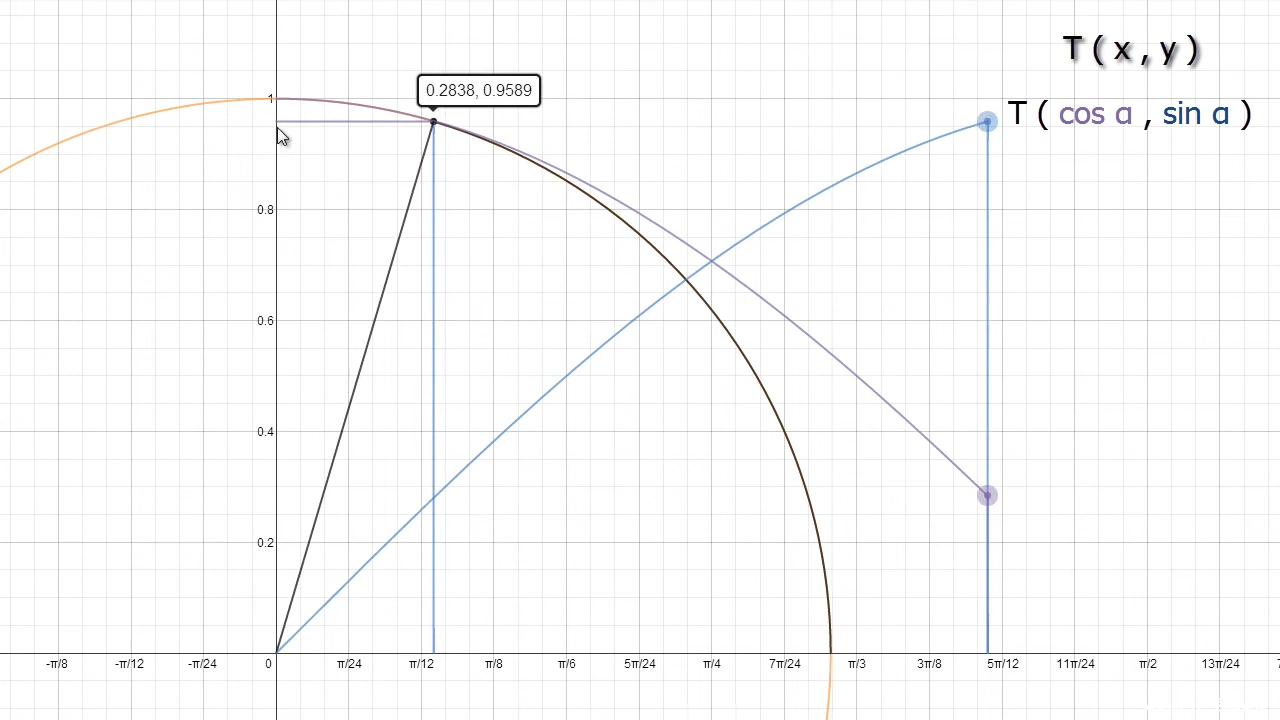 T ( x , y )
0.2838, 0.9589
1
T ( cos a , sin a )
0.8
0.6
0.4
0.2
-π/8 -π/12 -π/24 0 π/24 π/12 π/8 π/6 5π/24 π/4 7π/24 π/3 3π/8 5π/12 11π/24 π/2 13π/24